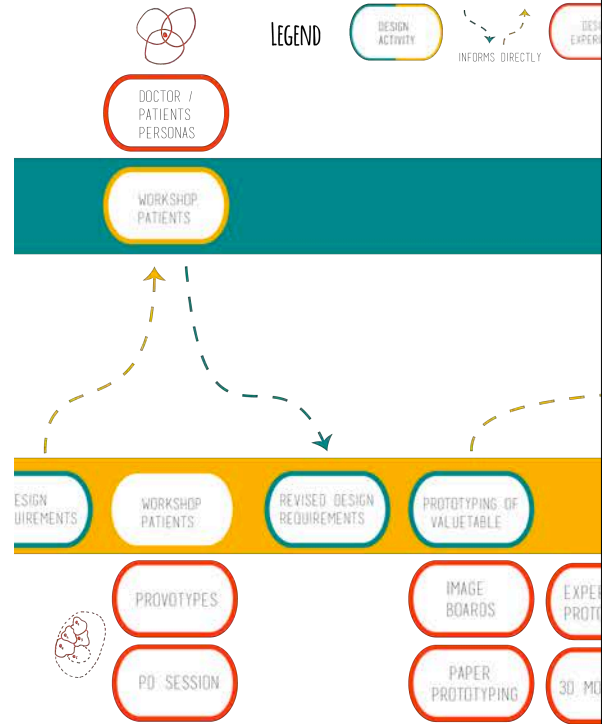 LEGEND
DESIGN
ACTIVITY
INFORMS DIRECTLY
DOCTOR /
PATIENTS
PERSONAS
WORKSHOP
PATIENTS
WORKSHOP
PATIENTS
REVISED DESIGN
REQUIREMENTS
PROTOTYPING OF
VALUETABLE
PROVOTYPES
IMAGE
BOARDS
PD SESSION
PAPER
PROTOTYPING
3D